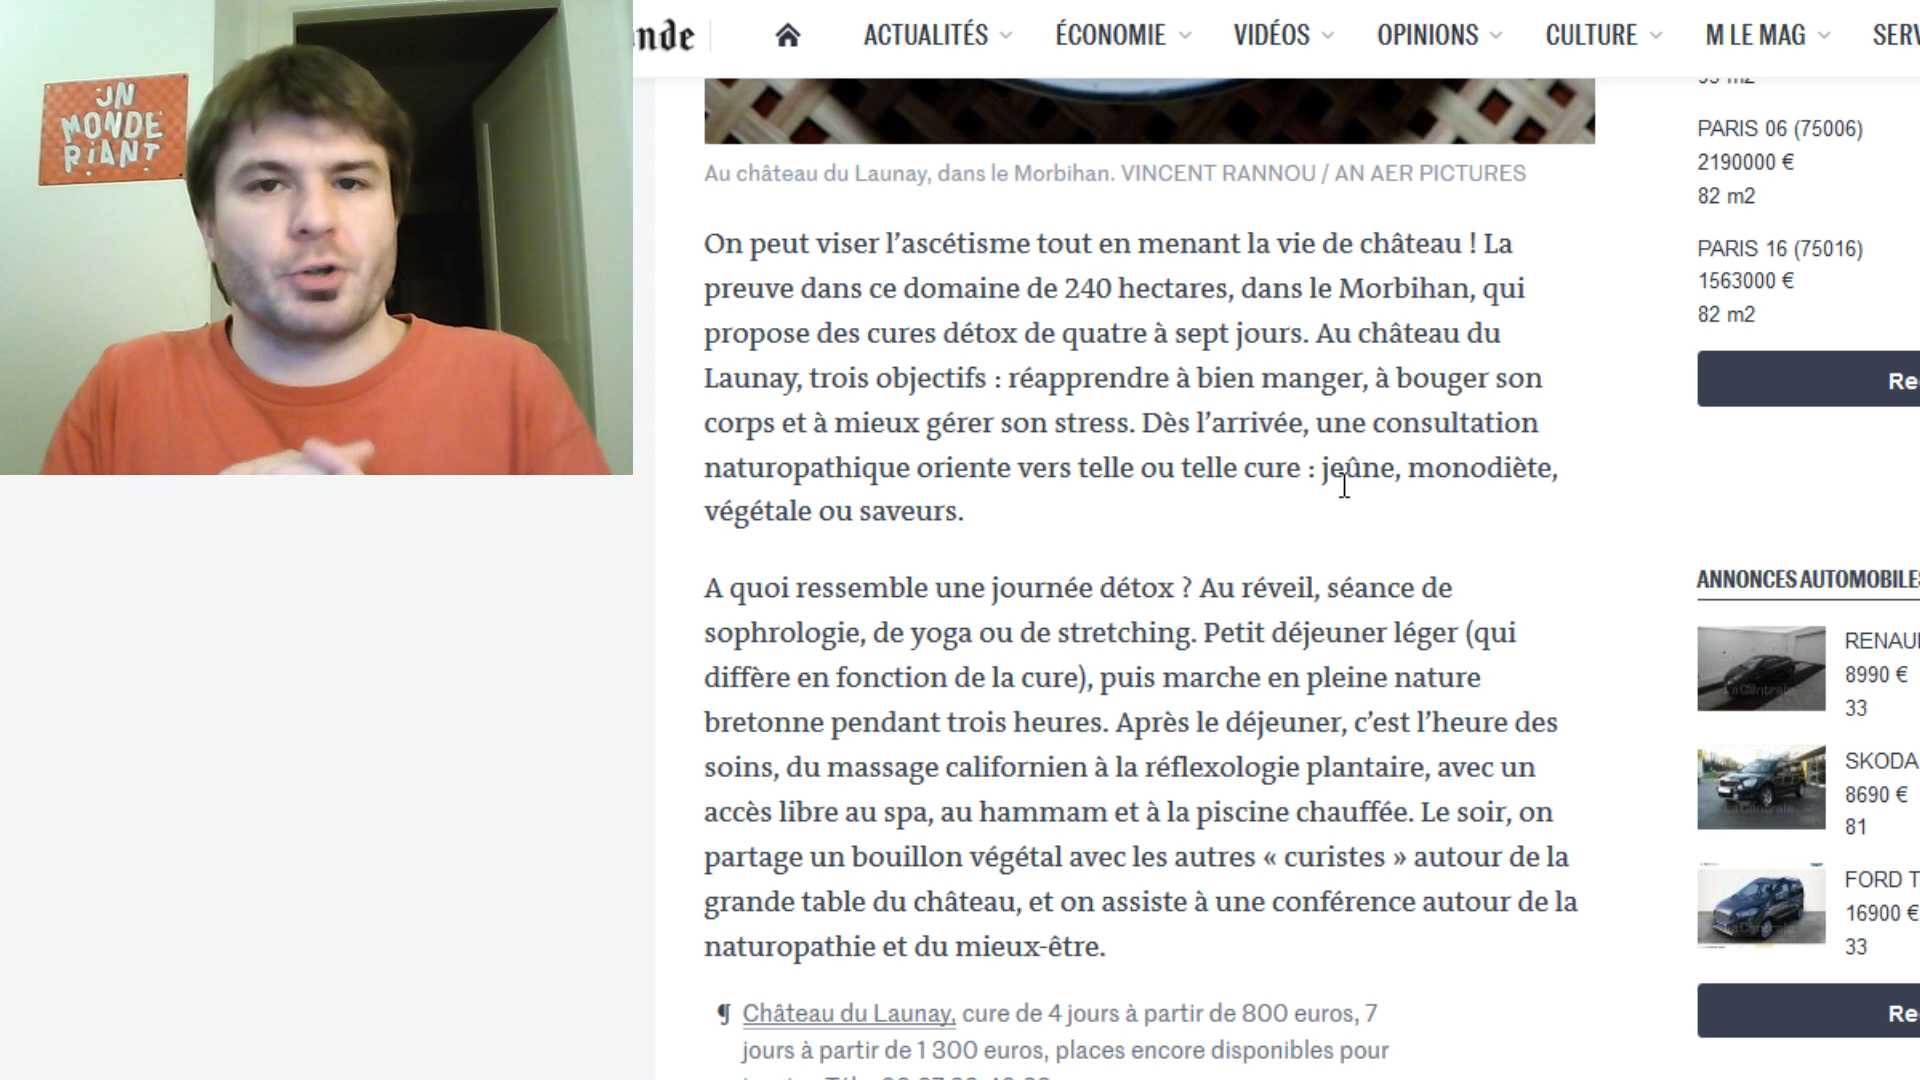 UN
MONDE
RiANT
nde
ACTUALITÉS
ÉCONOMIE
VIDÉOS
OPINIONS
CULTURE
M LE MAG
SERV
Au château du Launay, dans le Morbihan. VINCENT RANNOU / AN AER PICTURES
On peut viser l’ascétisme tout en menant la vie de château ! La
preuve dans ce domaine de 240 hectares, dans le Morbihan, qui
propose des cures détox de quatre à sept jours. Au château du
Launay, trois objectifs : réapprendre à bien manger, à bouger son
corps et à mieux gérer son stress. Dès l’arrivée, une consultation
naturopathique oriente vers telle ou telle cure : jeûne, monodiète,
végétale ou saveurs.
A quoi ressemble une journée détox ? Au réveil, séance de
sophrologie, de yoga ou de stretching. Petit déjeuner léger (qui
diffère en fonction de la cure), puis marche en pleine nature
bretonne pendant trois heures. Après le déjeuner, c’est l’heure des
soins, du massage californien à la réflexologie plantaire, avec un
accès libre au spa, au hammam et à la piscine chauffée. Le soir, on
partage un bouillon végétal avec les autres « curistes » autour de la
grande table du château, et on assiste à une conférence autour de la
naturopathie et du mieux-être.
¶ Château du Launay, cure de 4 jours à partir de 800 euros, 7
jours à partir de 1 300 euros, places encore disponibles pour
PARIS 06 (75006)
2190000 €
82 m2
PARIS 16 (75016)
1563000 €
82 m2
Re
ANNONCES AUTOMOBILES
RENAU
8990 €
33
SKODA
8690 €
81
FORD T
16900 €
33
Re